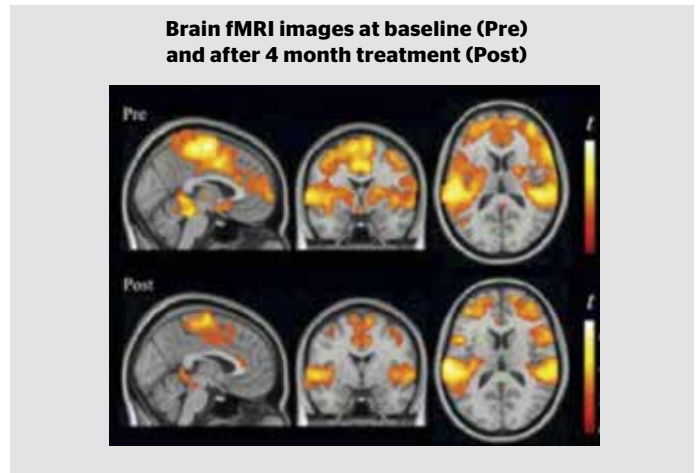 Brain fMRI images at baseline (Pre)
and after 4 month treatment (Post)
Pre
t
Post
t